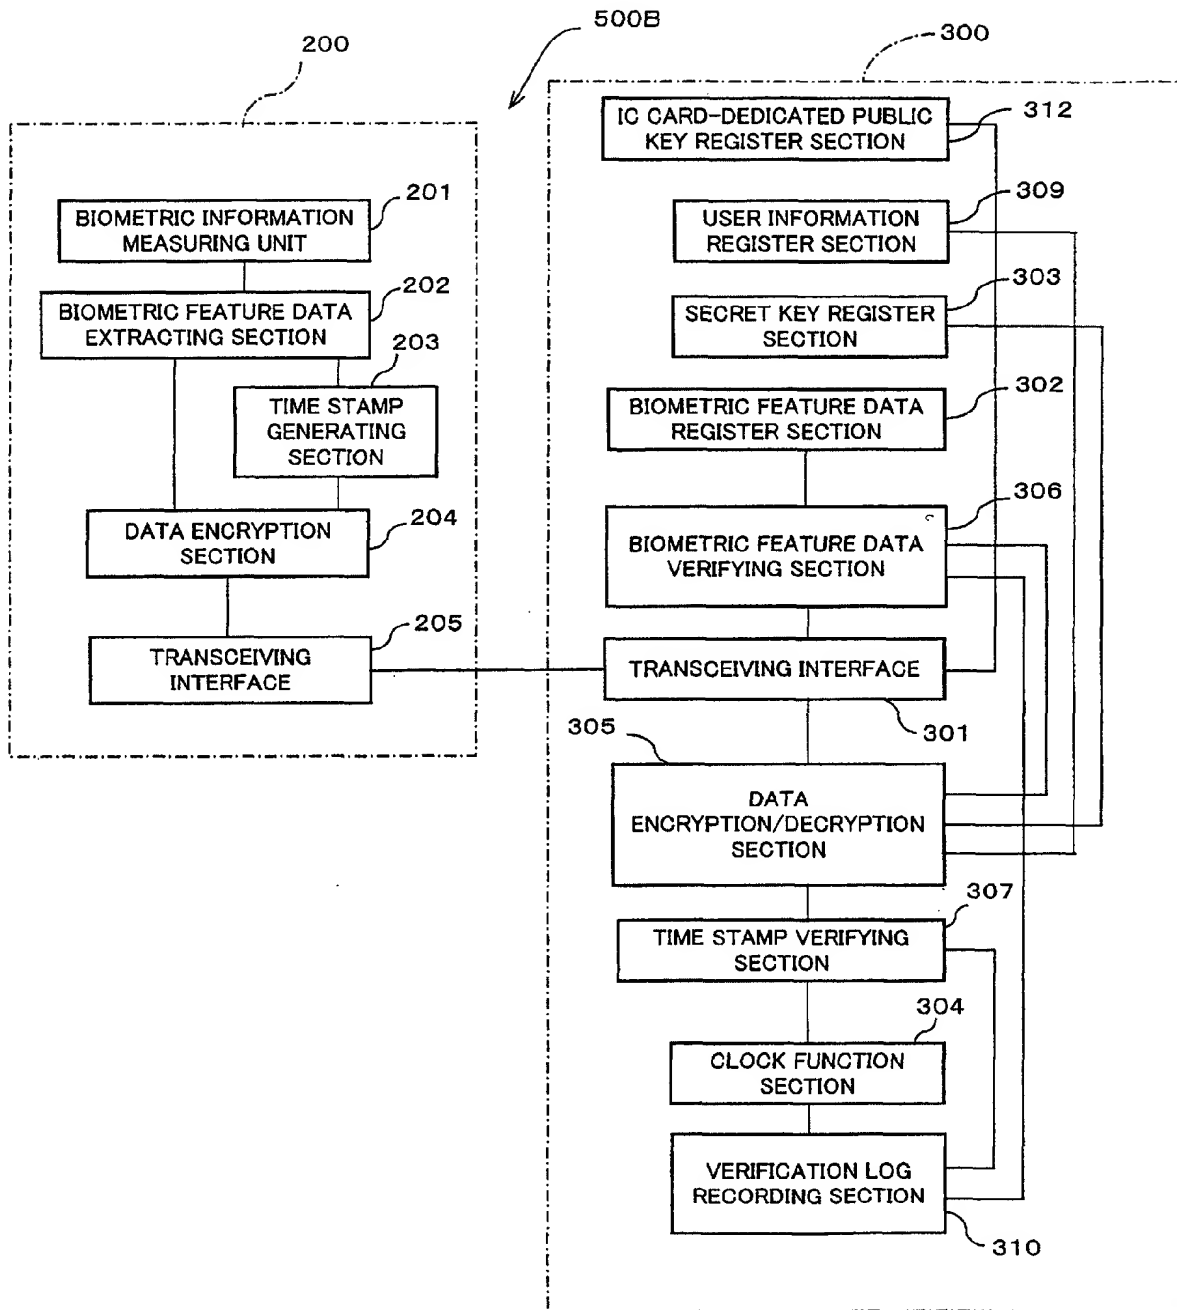 500B
200
300
IC CARD-DEDICATED PUBLIC
KEY REGISTER SECTION
312
201
BIOMETRIC INFORMATION
MEASURING UNIT
309
USER INFORMATION
REGISTER SECTION
202
BIOMETRIC FEATURE DATA
EXTRACTING SECTION
303
SECRET KEY REGISTER
SECTION
203
TIME STAMP
GENERATING
SECTION
302
BIOMETRIC FEATURE DATA
REGISTER SECTION
204
DATA ENCRYPTION
SECTION
306
BIOMETRIC FEATURE DATA
VERIFYING SECTION
205
TRANSCEIVING
INTERFACE
TRANSCEIVING INTERFACE
301
305
DATA
ENCRYPTION/DECRYPTION
SECTION
307
TIME STAMP VERIFYING
SECTION
304
CLOCK FUNCTION
SECTION
VERIFICATION LOG
RECORDING SECTION
310